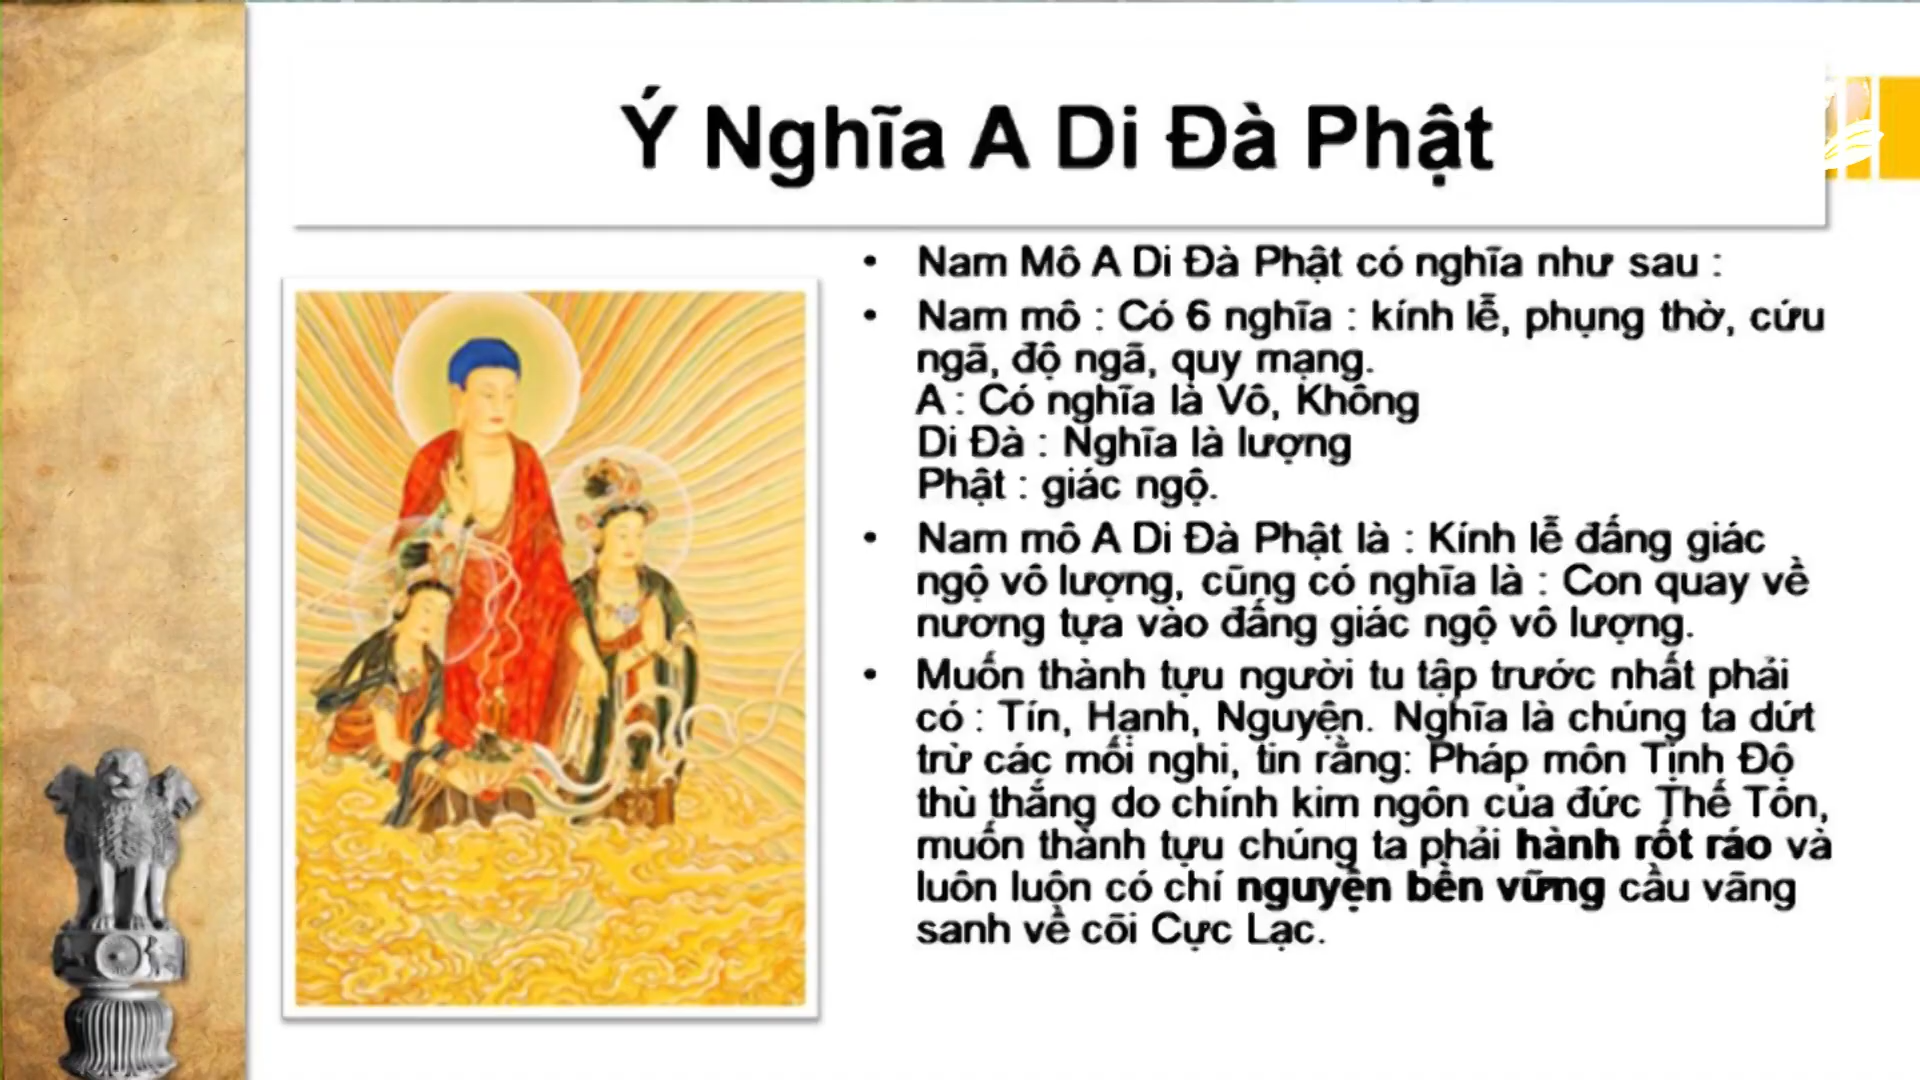 Ý Nghĩa A Di Đà Phật
• Nam Mô A Di Đà Phật có nghĩa như sau :
• Nam mô : Có 6 nghĩa : kính lễ, phụng thờ, cứu
ngã, độ ngã, quy mạng.
A : Có nghĩa là Vô, Không
Di Đà : Nghĩa là lượng
Phật : giác ngộ.
• Nam mô A Di Đà Phật là : Kính lễ đấng giác
ngộ vô lượng, cũng có nghĩa là : Con quay về
nương tựa vào đấng giác ngộ vô lượng.
• Muốn thành tựu người tu tập trước nhất phải
có : Tín, Hạnh, Nguyện. Nghĩa là chúng ta dứt
trừ các mối nghi, tin rằng: Pháp môn Tịnh Độ
thù thắng do chính kim ngôn của đức Thế Tôn,
muốn thành tựu chúng ta phải hành rốt ráo và
luôn luộn có chí nguyện bền vững cầu vãng
sanh về cõi Cực Lạc.